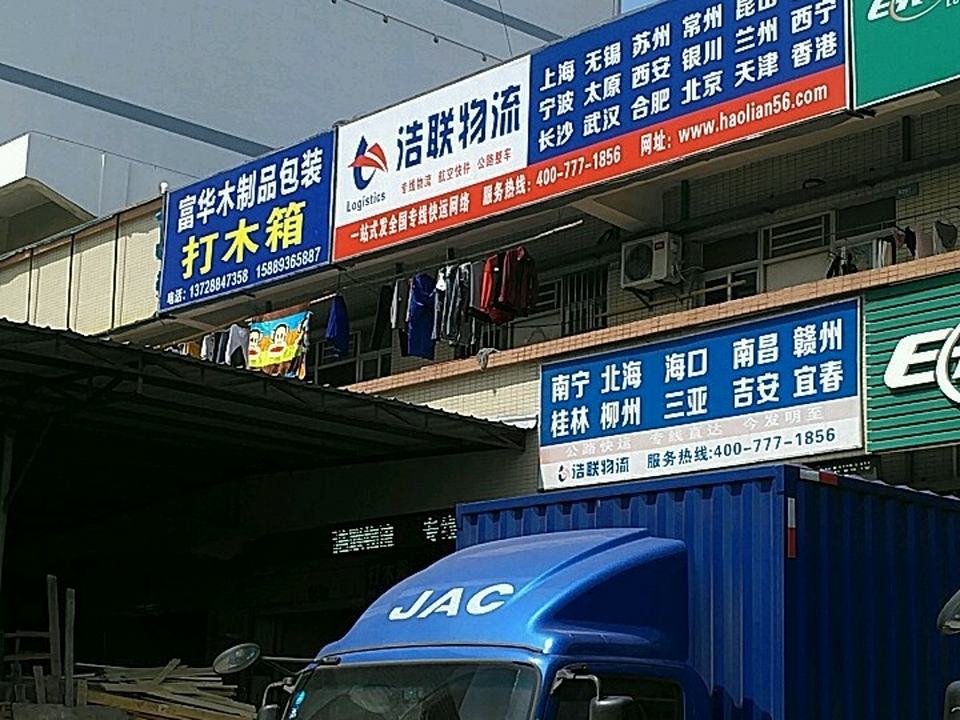 富华木制品包装
打木箱
电话：13728847358 15889365887
浩联物流
Logistics
专线物流 航空快件 公路整车
上海 无锡 苏州 常州 昆山
宁波 太原 西安 银川 兰州 西宁
长沙 武汉 合肥 北京 天津 香港
一站式发全国专线快运网络 服务热线：400-777-1856 网址：www.haolian56.com
南宁 北海 海口 南昌 赣州
桂林 柳州 三亚 吉安 宜春
公路快运 专线直达 今发明至
浩联物流 服务热线:400-777-1856
浩联物流 专线
JAC